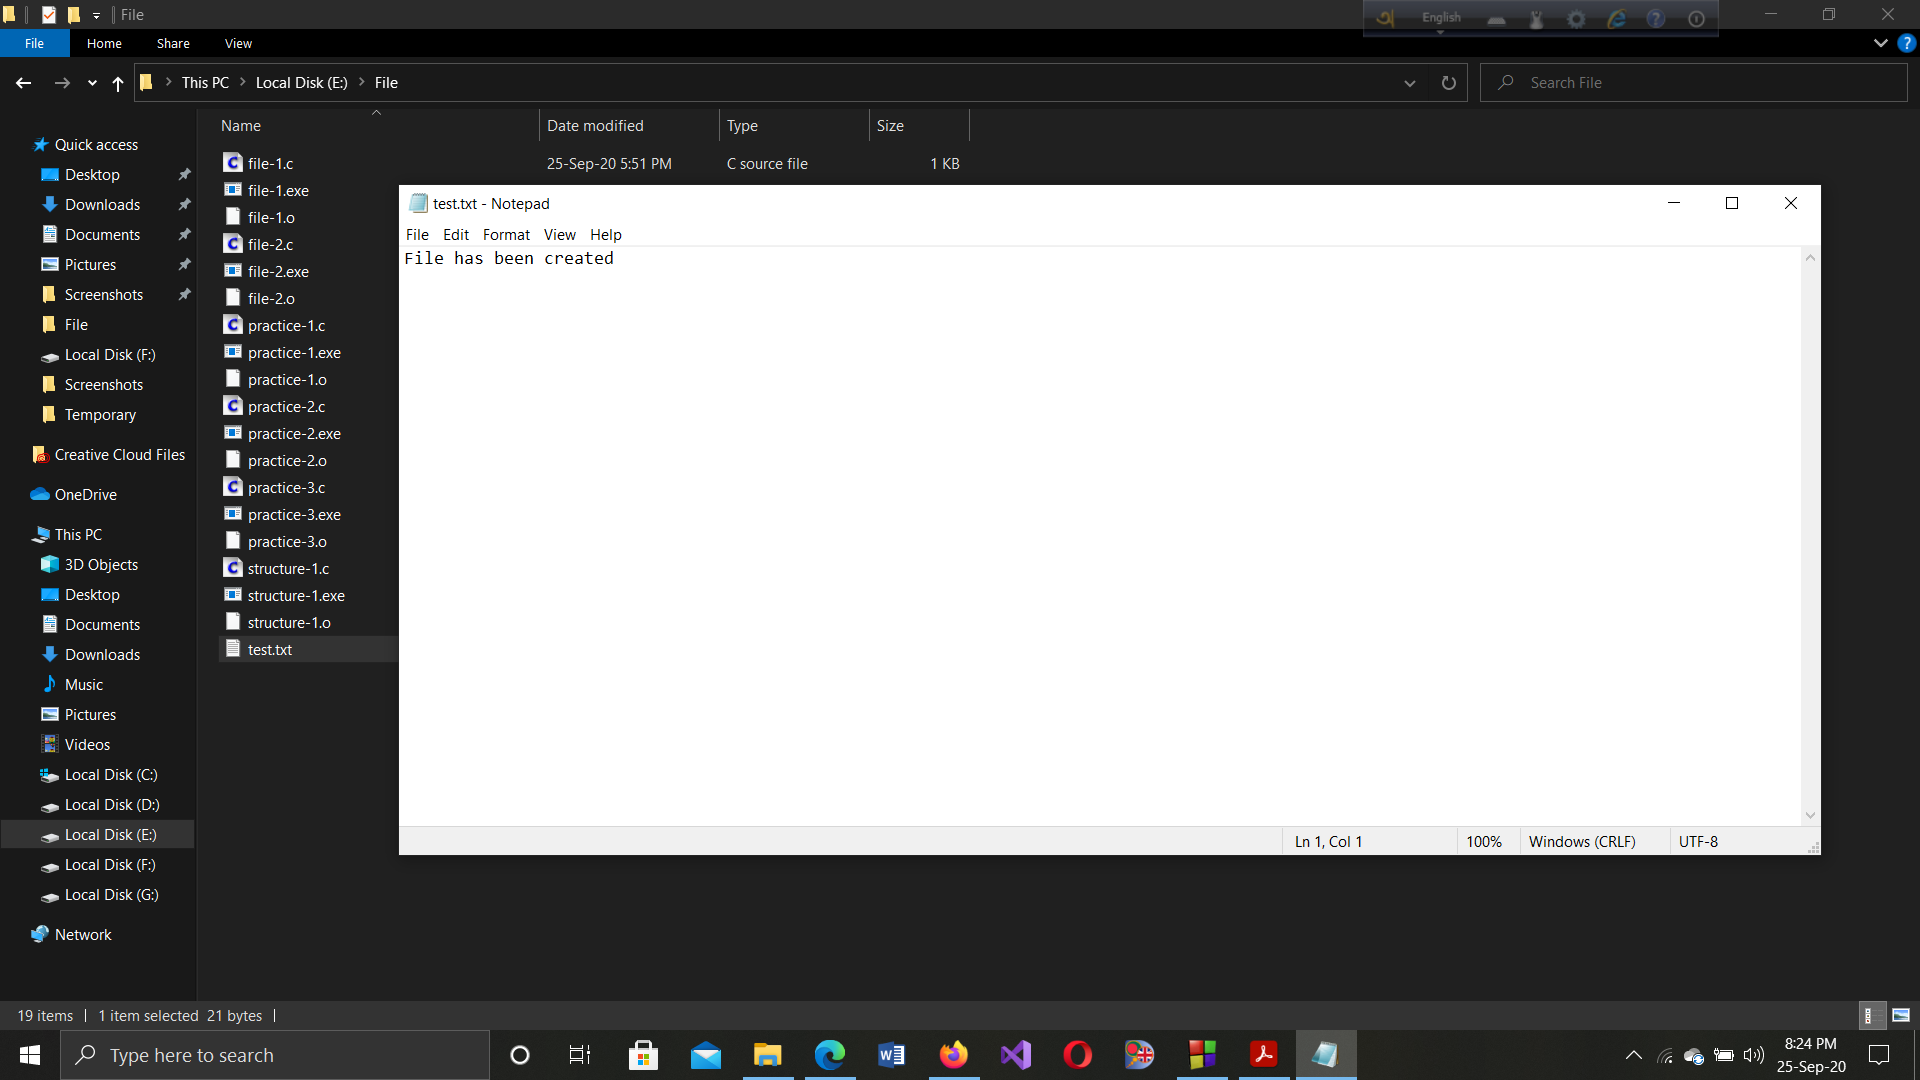 File
English
File Home Share View
This PC Local Disk (E:) File
Search File
Name Date modified Type Size
Quick access
Desktop
Downloads
Documents
Pictures
Screenshots
File
Local Disk (F:)
Screenshots
Temporary
Creative Cloud Files
OneDrive
This PC
3D Objects
Desktop
Documents
Downloads
Music
Pictures
Videos
Local Disk (C:)
Local Disk (D:)
Local Disk (E:)
Local Disk (F:)
Local Disk (G:)
Network
file-1.c 25-Sep-20 5:51 PM C source file 1 KB
file-1.exe
file-1.o
file-2.c
file-2.exe
file-2.o
practice-1.c
practice-1.exe
practice-1.o
practice-2.c
practice-2.exe
practice-2.o
practice-3.c
practice-3.exe
practice-3.o
structure-1.c
structure-1.exe
structure-1.o
test.txt
test.txt - Notepad
File Edit Format View Help
File has been created
Ln 1, Col 1 100% Windows (CRLF) UTF-8
19 items 1 item selected 21 bytes
Type here to search
8:24 PM
25-Sep-20